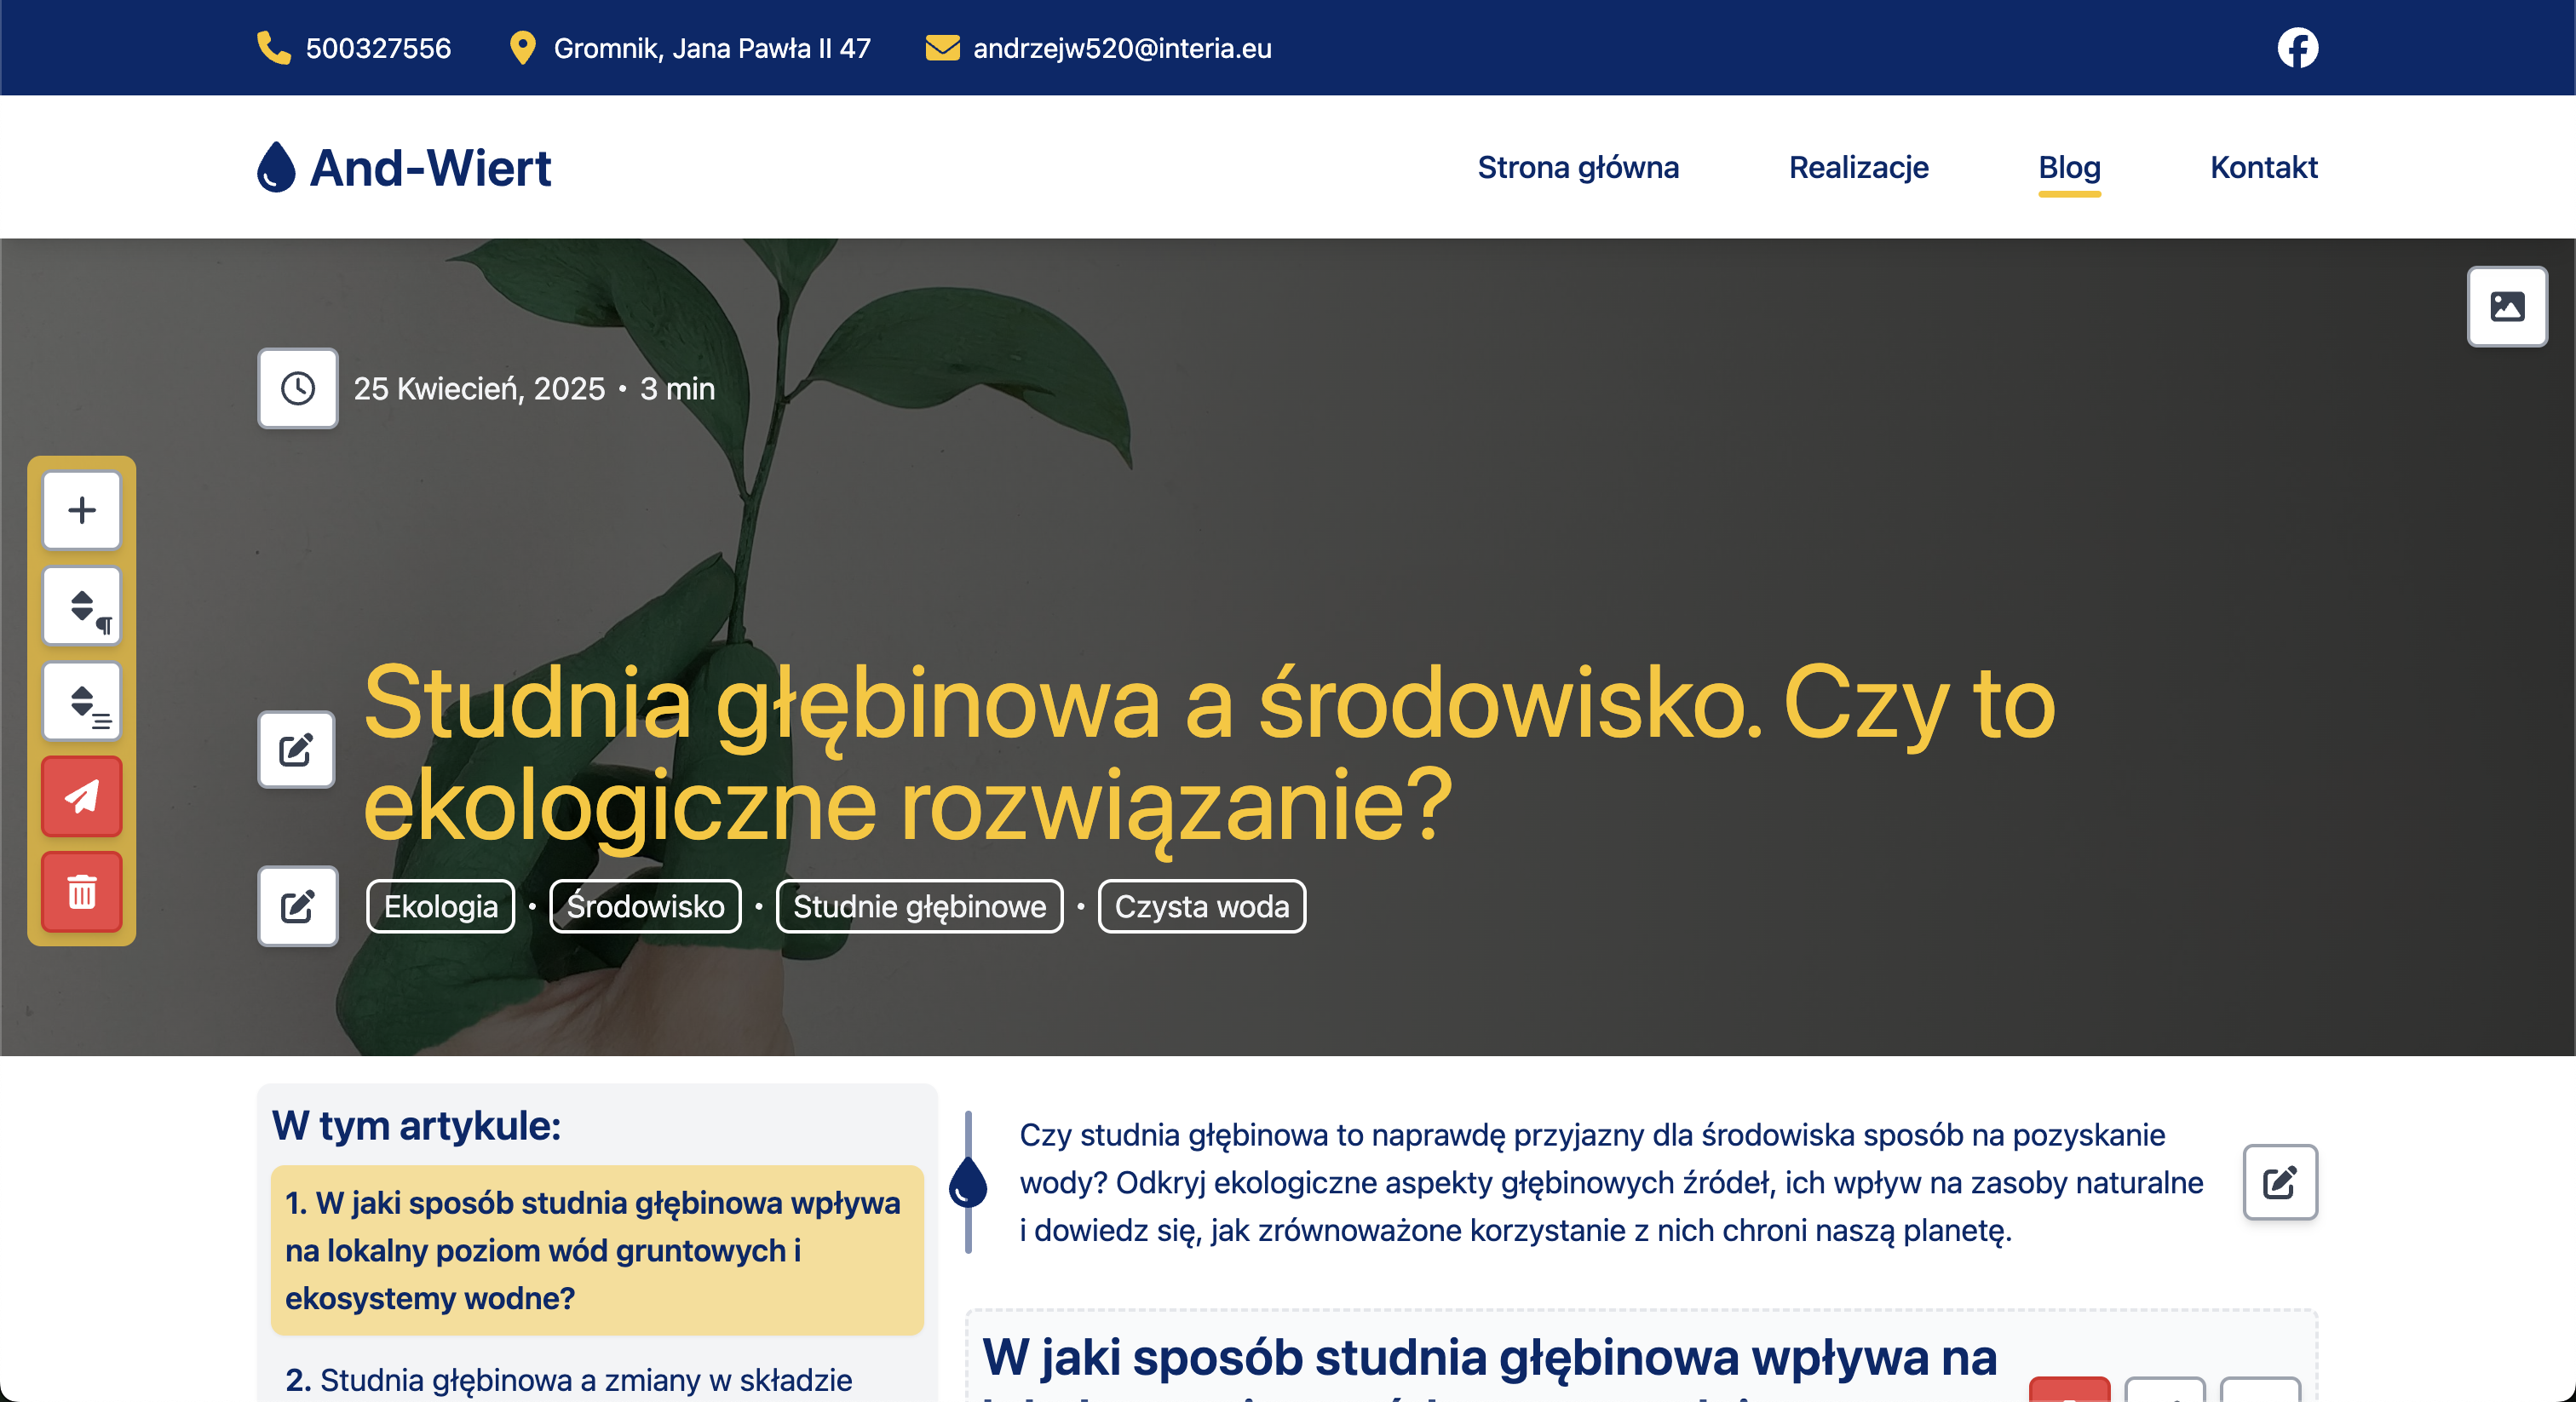 500327556
Gromnik, Jana Pawła II 47
andrzejw520@interia.eu
And-Wiert
Strona główna
Realizacje
Blog
Kontakt
25 Kwiecień, 2025 • 3 min
Studnia głębinowa a środowisko. Czy to
ekologiczne rozwiązanie?
Ekologia • Środowisko • Studnie głębinowe • Czysta woda
W tym artykule:
1. W jaki sposób studnia głębinowa wpływa
na lokalny poziom wód gruntowych i
ekosystemy wodne?
2. Studnia głębinowa a zmiany w składzie
Czy studnia głębinowa to naprawdę przyjazny dla środowiska sposób na pozyskanie
wody? Odkryj ekologiczne aspekty głębinowych źródeł, ich wpływ na zasoby naturalne
i dowiedz się, jak zrównoważone korzystanie z nich chroni naszą planetę.
W jaki sposób studnia głębinowa wpływa na